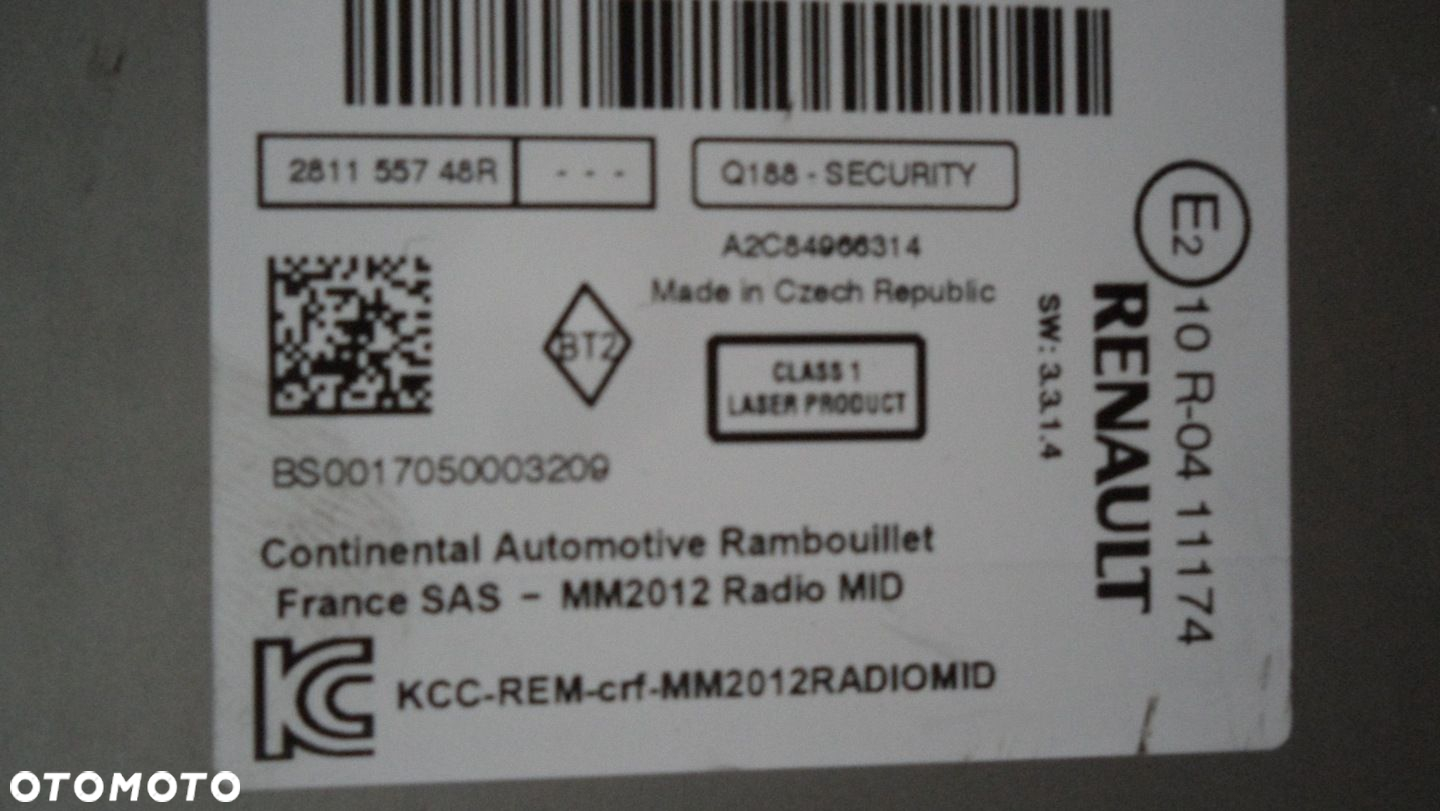 2811 557 48R - - -
Q188 - SECURITY
A2C84966314
Made in Czech Republic
BT2
CLASS 1
LASER PRODUCT
BS0017050003209
Continental Automotive Rambouillet
France SAS – MM2012 Radio MID
KC
KCC-REM-crf-MM2012RADIOMID
SW: 3.3.1.4
RENAULT
E2
10 R-04 11174
OTOMOTO